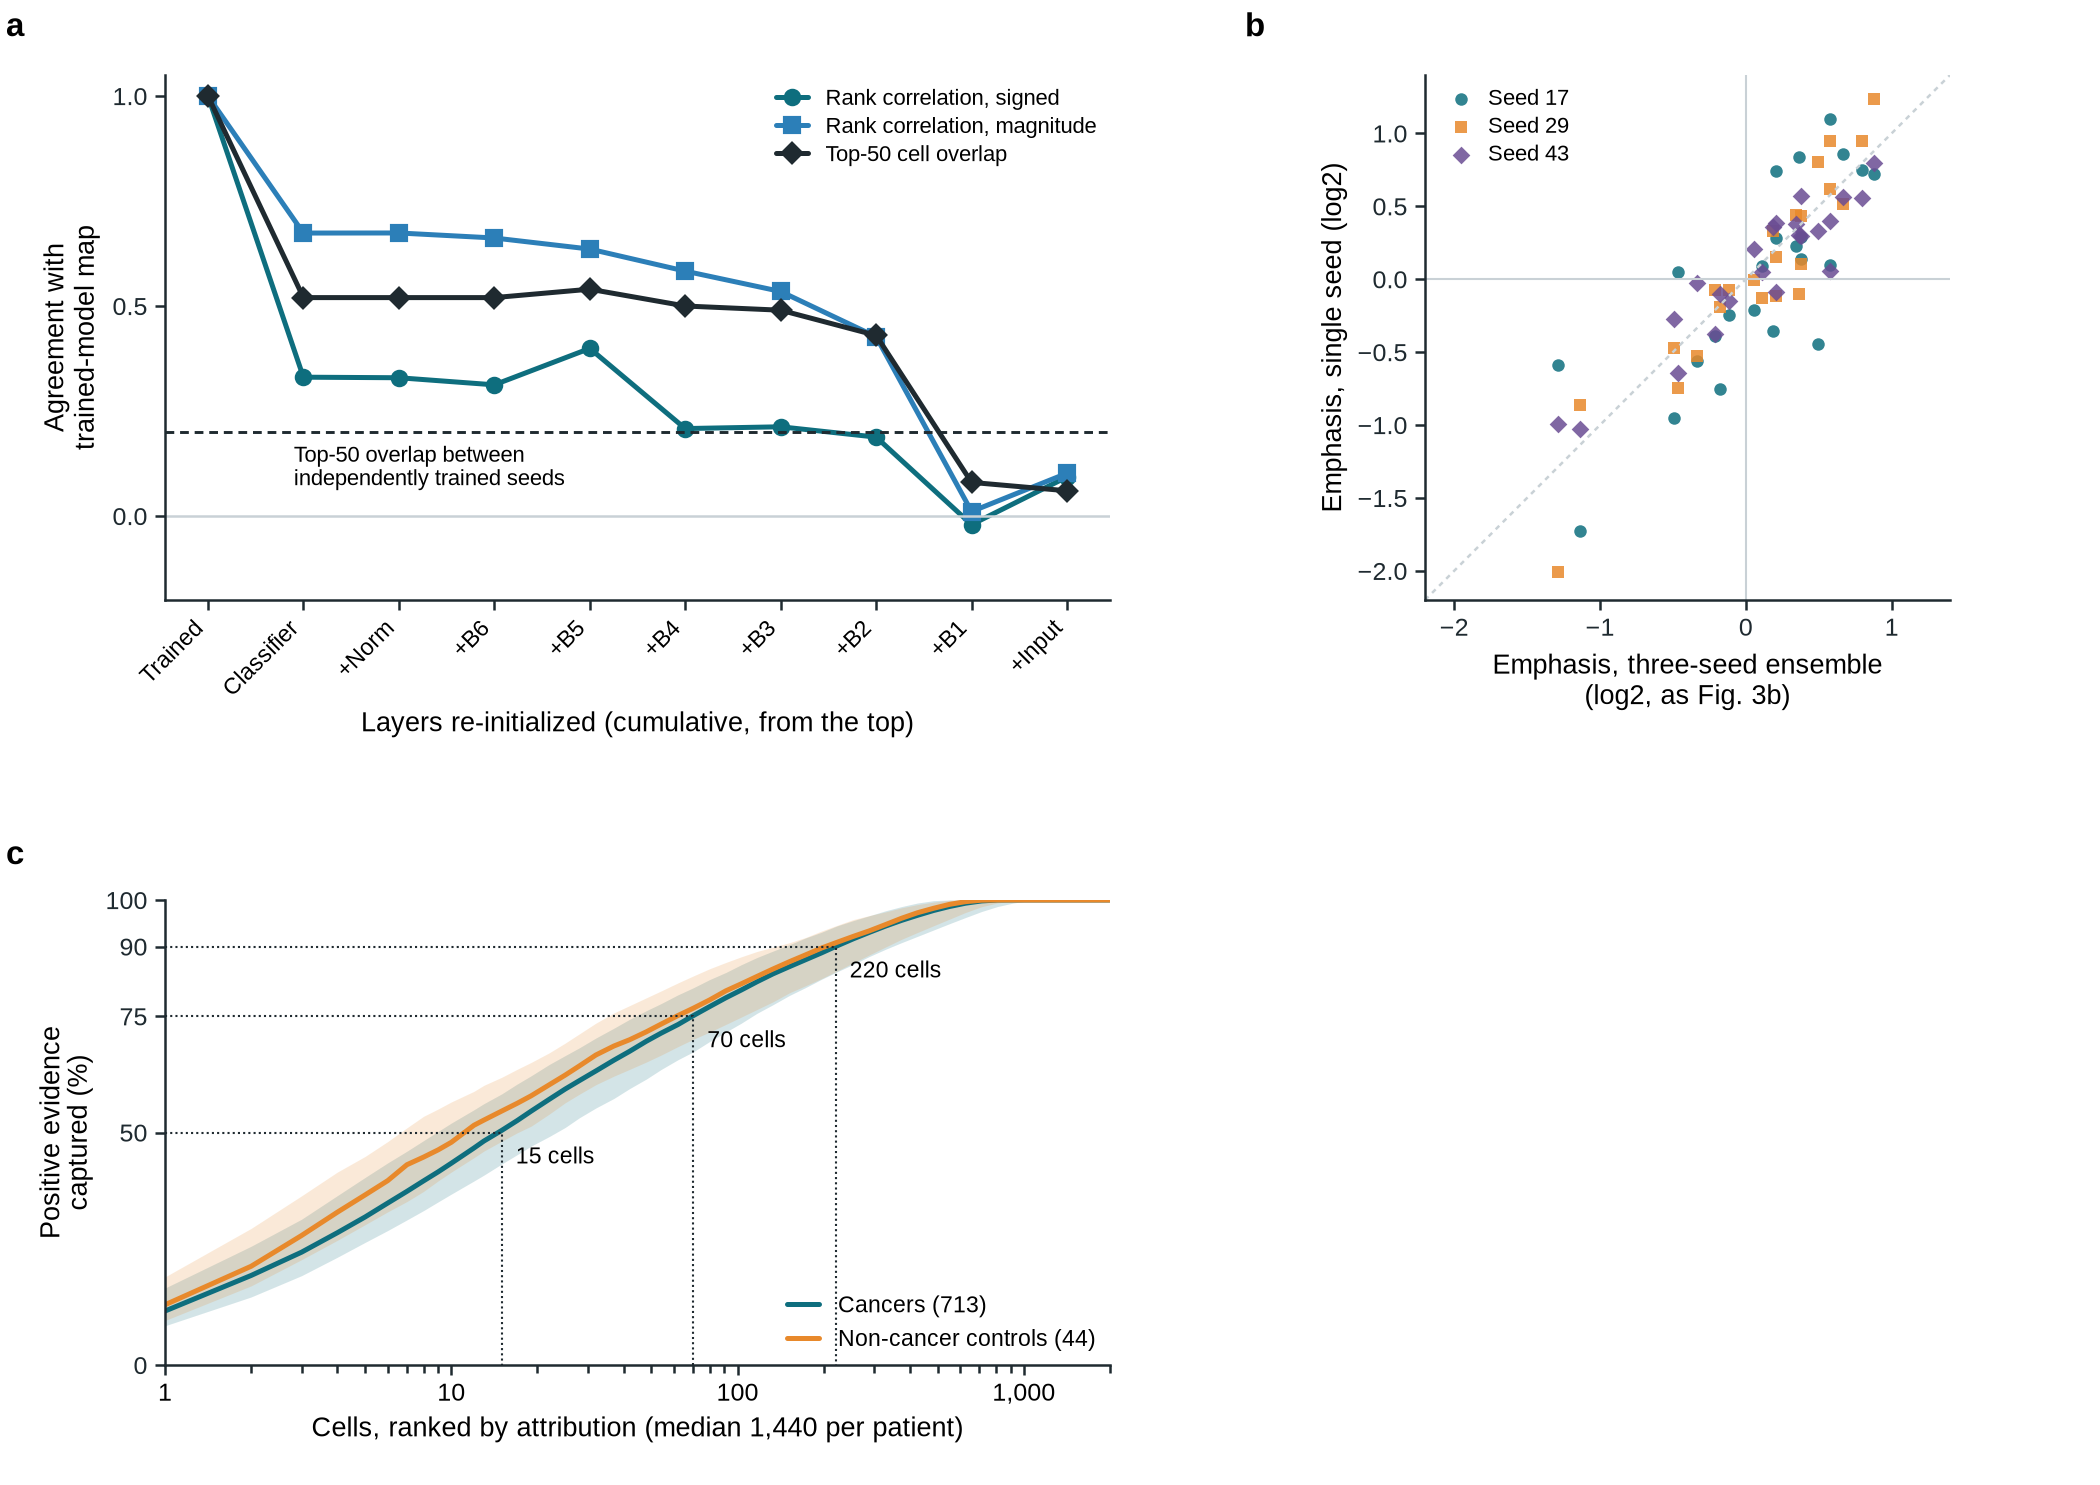 a
1.0
0.5
0.0
Agreement with
trained-model map
Rank correlation, signed
Rank correlation, magnitude
Top-50 cell overlap
Top-50 overlap between
independently trained seeds
Trained
Classifier
+Norm
+B6
+B5
+B4
+B3
+B2
+B1
+Input
Layers re-initialized (cumulative, from the top)
b
Seed 17
Seed 29
Seed 43
1.0
0.5
0.0
−0.5
−1.0
−1.5
−2.0
Emphasis, single seed (log2)
−2
−1
0
1
Emphasis, three-seed ensemble
(log2, as Fig. 3b)
c
100
90
75
50
0
Positive evidence
captured (%)
220 cells
70 cells
15 cells
Cancers (713)
Non-cancer controls (44)
1
10
100
1,000
Cells, ranked by attribution (median 1,440 per patient)